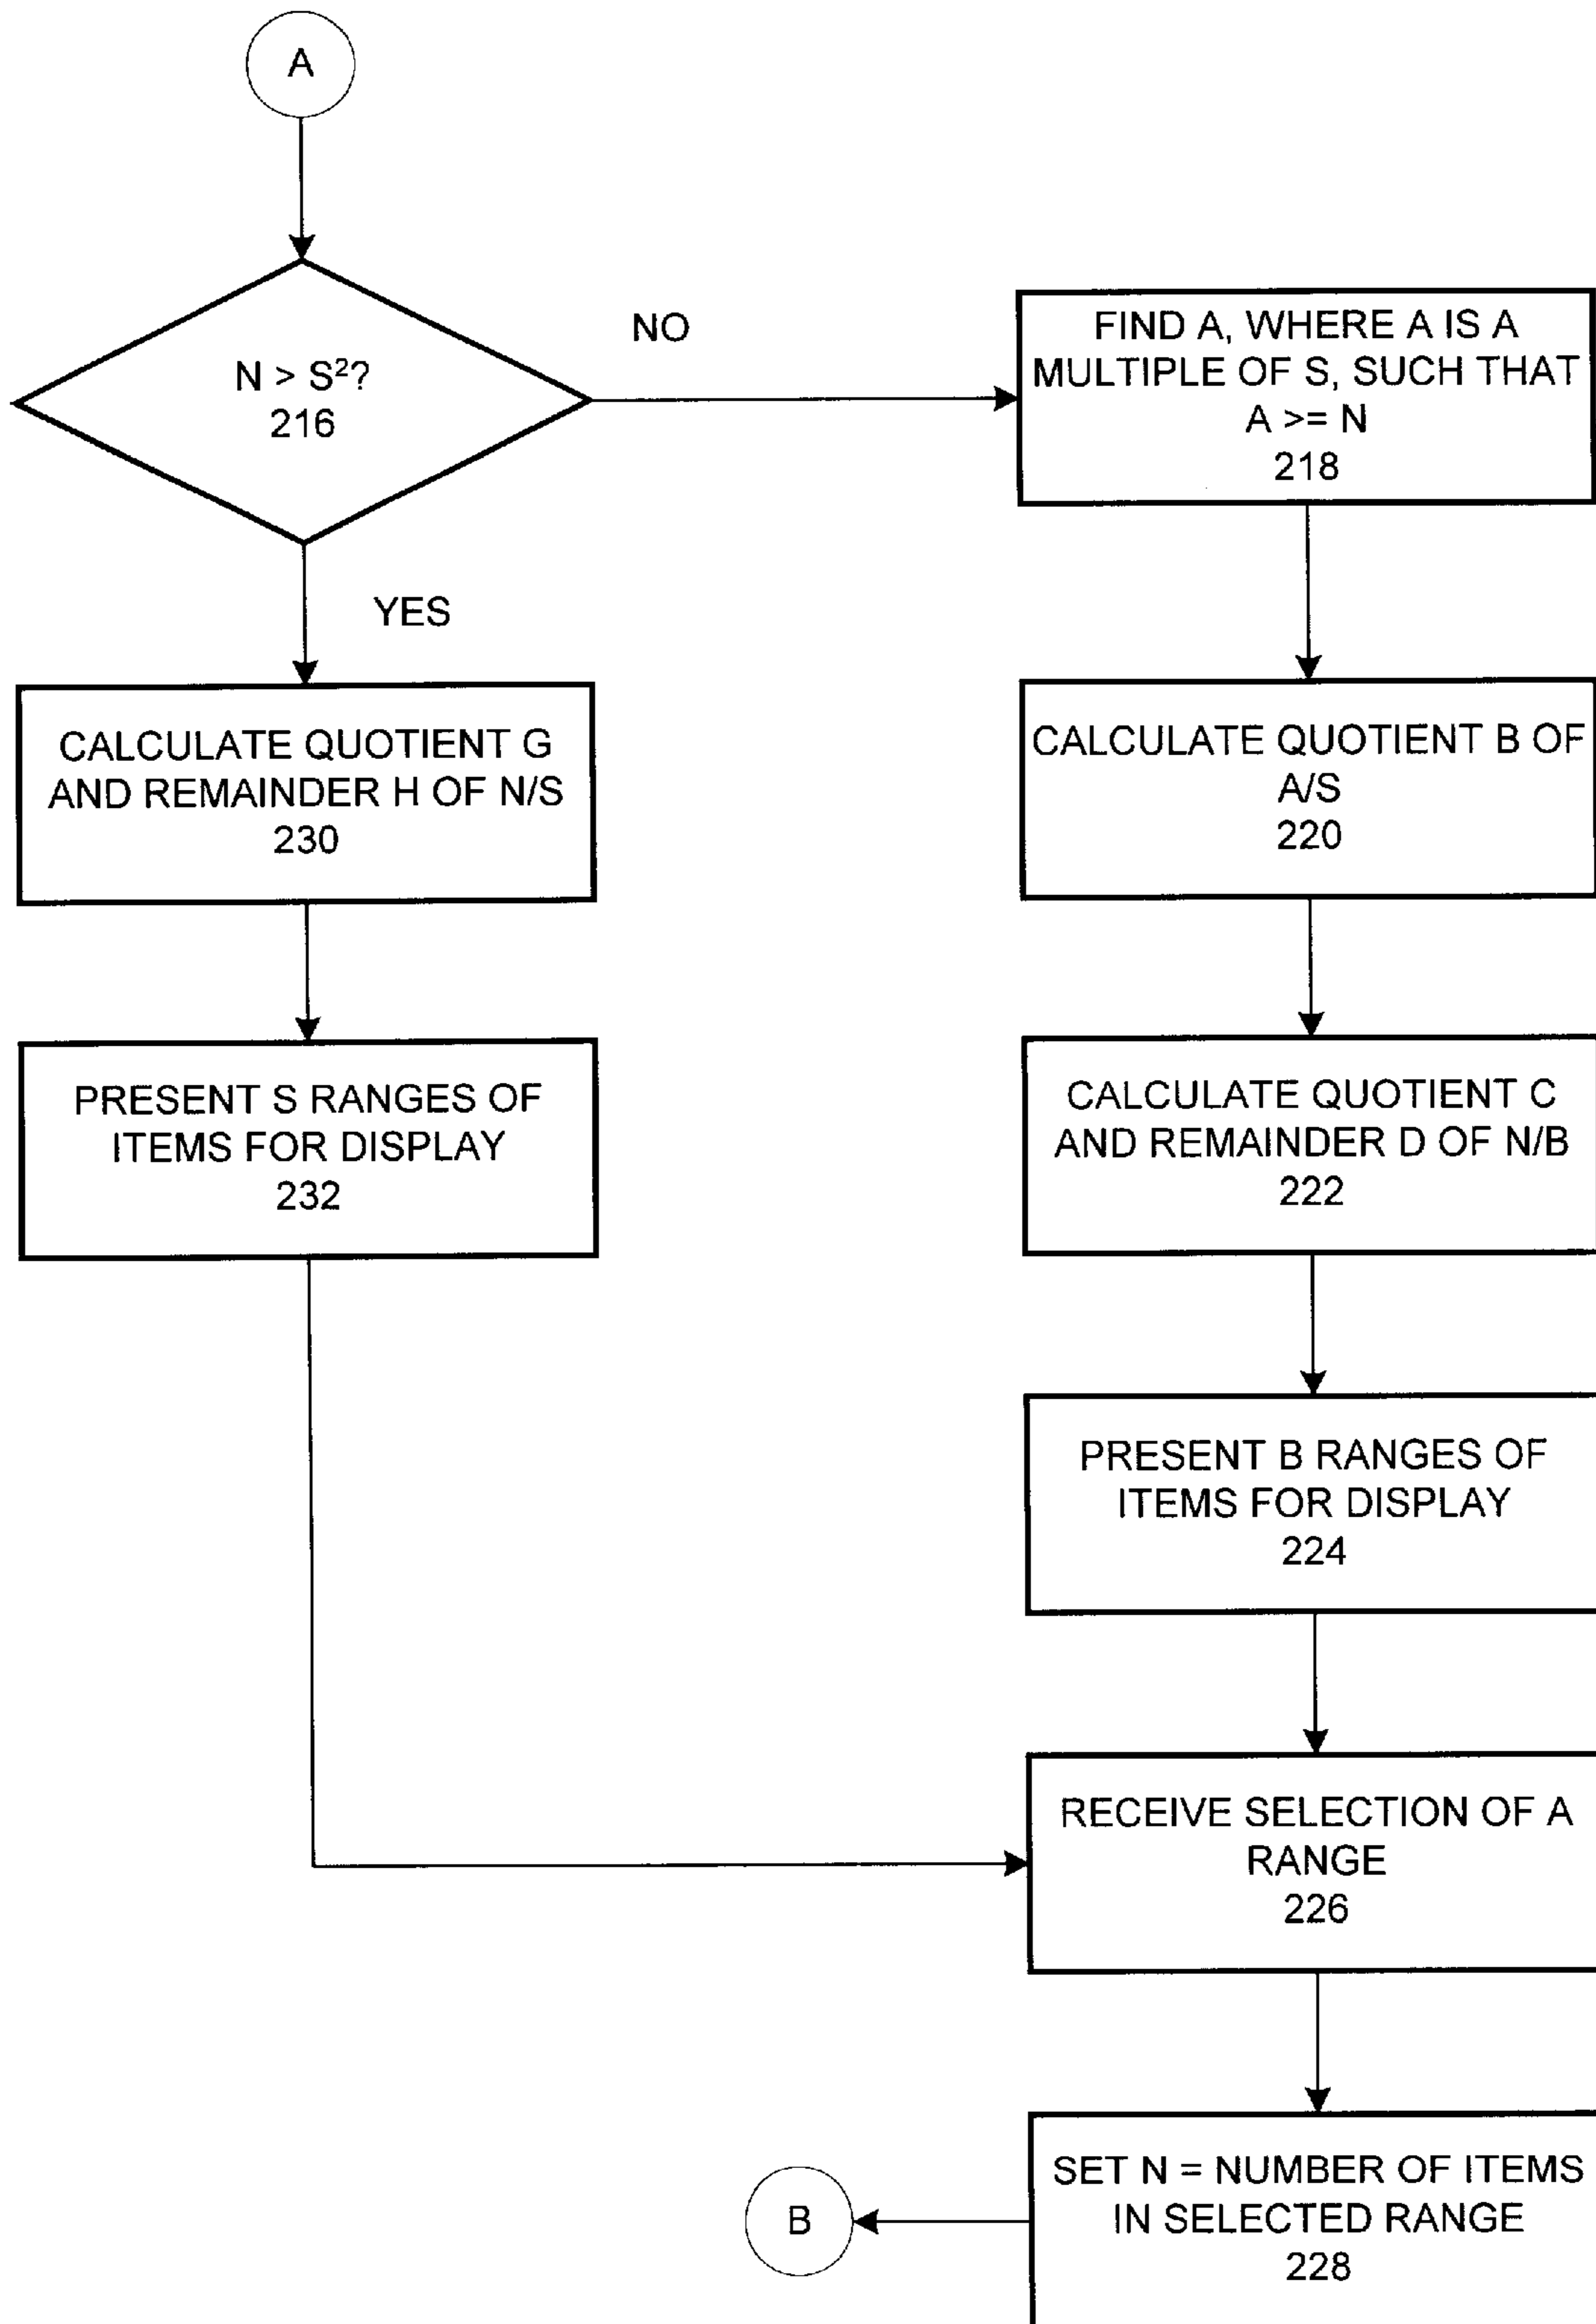 A
N > S²?
216
NO
YES
FIND A, WHERE A IS A
MULTIPLE OF S, SUCH THAT
A >= N
218
CALCULATE QUOTIENT G
AND REMAINDER H OF N/S
230
CALCULATE QUOTIENT B OF
A/S
220
PRESENT S RANGES OF
ITEMS FOR DISPLAY
232
CALCULATE QUOTIENT C
AND REMAINDER D OF N/B
222
PRESENT B RANGES OF
ITEMS FOR DISPLAY
224
RECEIVE SELECTION OF A
RANGE
226
SET N = NUMBER OF ITEMS
IN SELECTED RANGE
228
B